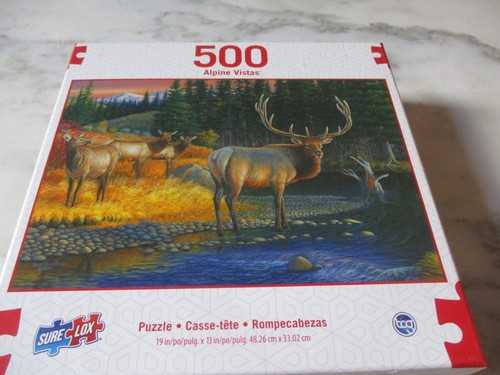 500
Alpine Vistas
SURE LOX
Puzzle • Casse-tête • Rompecabezas
19 in/po/pulg. x 13 in/po/pulg. 48.26 cm x 33.02 cm